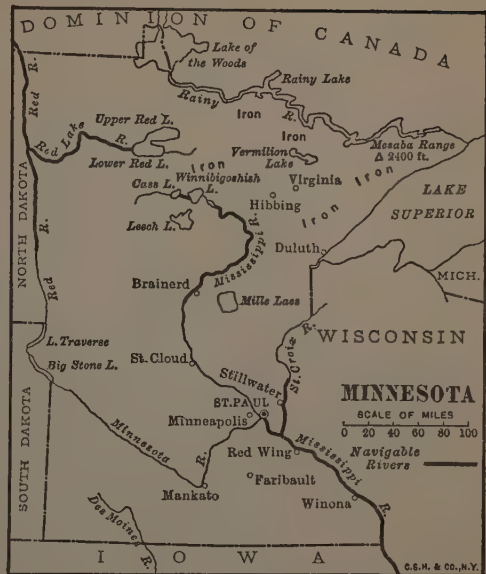 DOMINION OF CANADA
Lake of
the Woods
Rainy Lake
Rainy R.
Iron
Iron
Red R.
Upper Red L.
Red Lake R.
Lower Red L.
Iron
Vermilion
Lake
Mesaba Range
Δ 2400 ft.
Winnibigoshish
L.
Cass L.
Virginia
Hibbing
Iron
Iron
Leech L.
LAKE
SUPERIOR
NORTH DAKOTA
Red R.
Mississippi R.
Duluth
MICH.
Brainerd
Mille Lacs
WISCONSIN
L. Traverse
Big Stone L.
St. Cloud
St. Croix R.
Stillwater
ST. PAUL
Minneapolis
MINNESOTA
SCALE OF MILES
0 20 40 60 80 100
Navigable
Rivers
SOUTH DAKOTA
Minnesota R.
Red Wing
Mississippi R.
Mankato
Faribault
Winona
Des Moines R.
IOWA
C.S.H. & CO., N.Y.